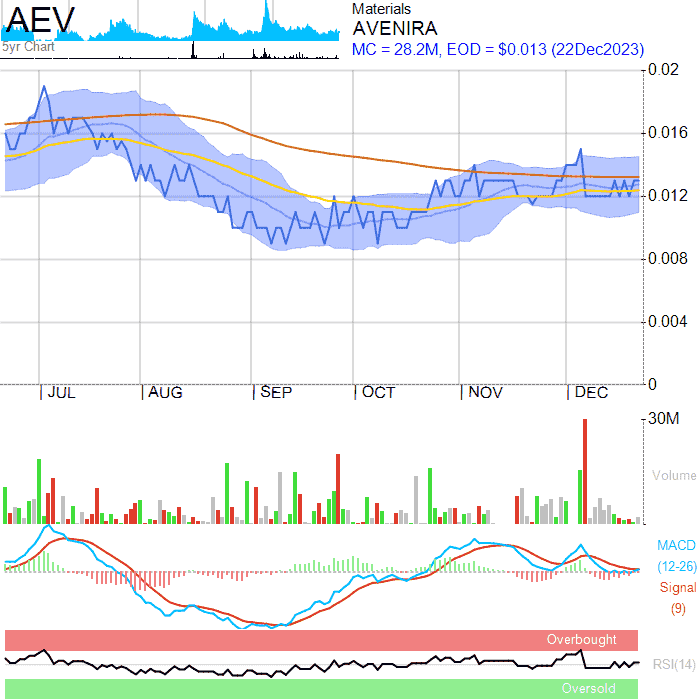 AEV
5yr Chart
Materials
AVENIRA
MC = 28.2M, EOD = $0.013 (22Dec2023)
0.02
0.016
0.012
0.008
0.004
0
JUL AUG SEP OCT NOV DEC
30M
Volume
MACD
(12-26)
Signal
(9)
Overbought
RSI(14)
Oversold